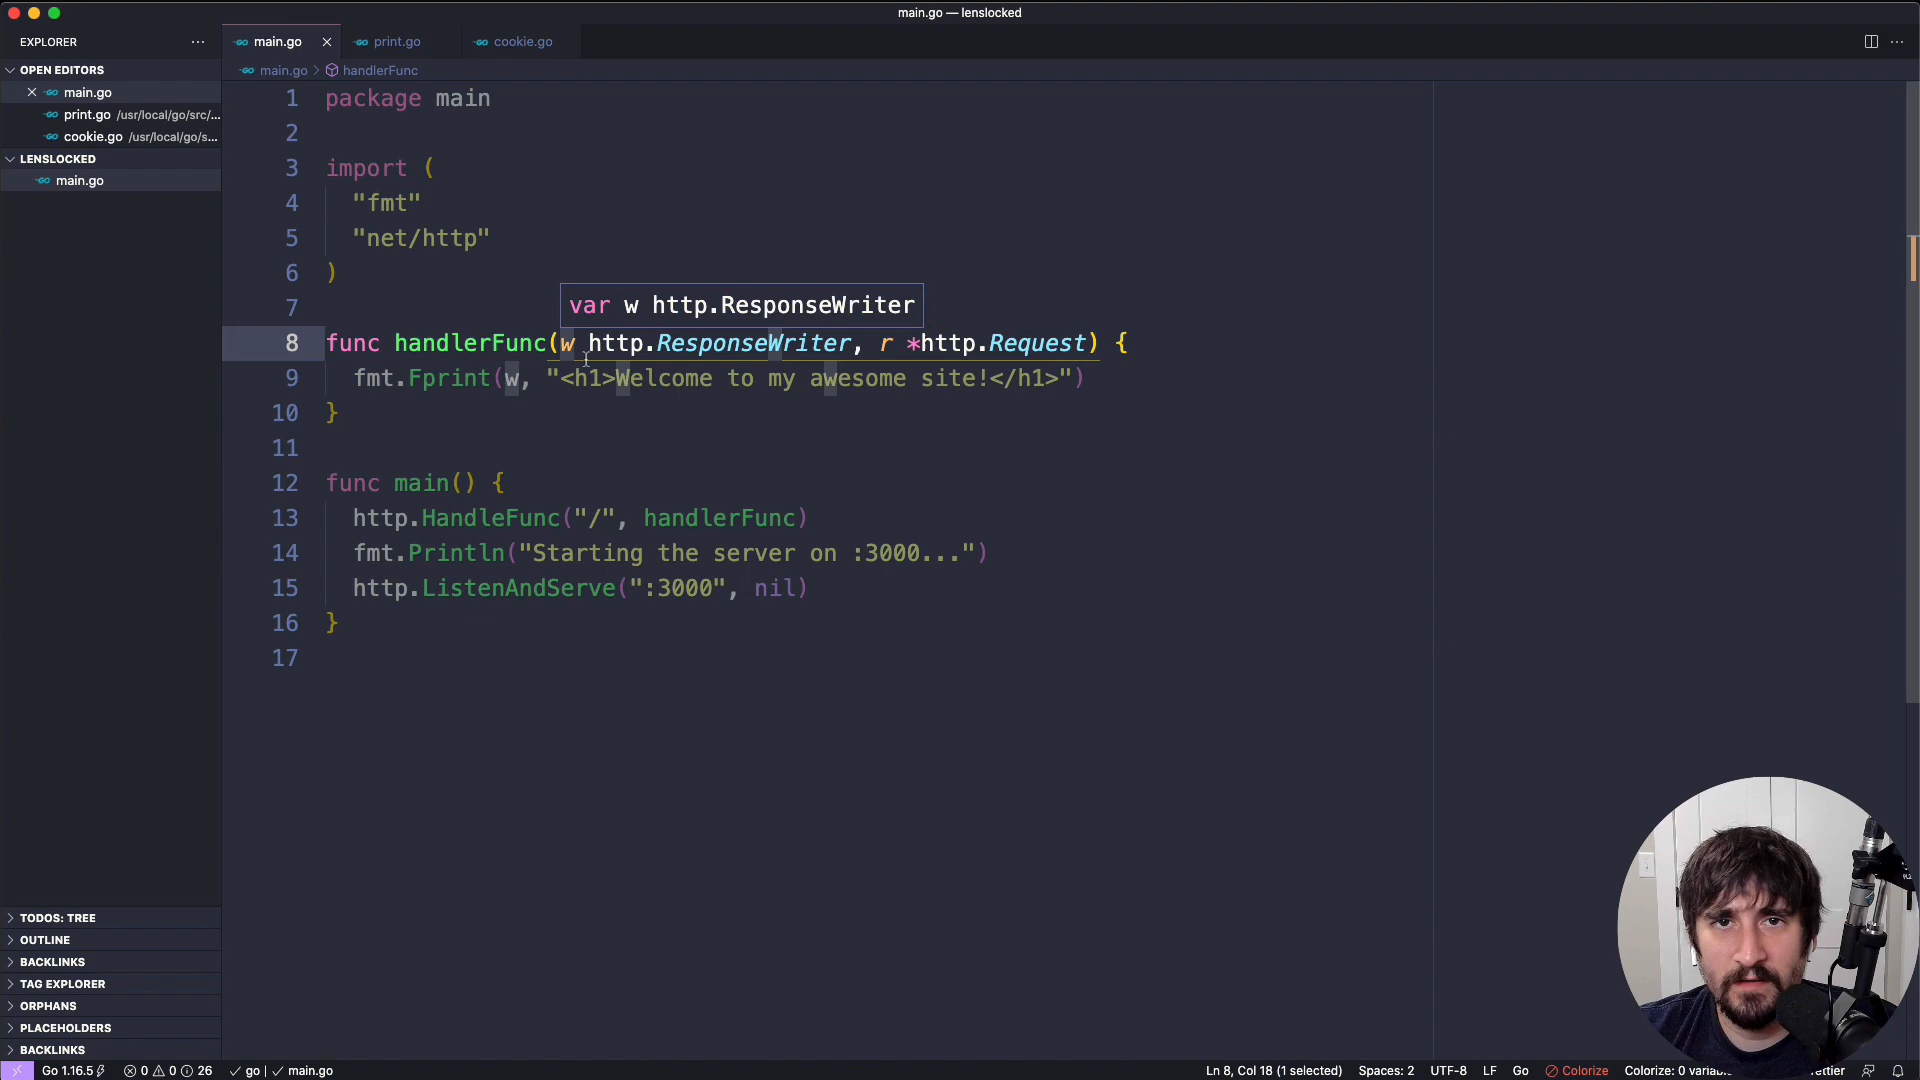 main.go — lenslocked
EXPLORER
main.go
print.go
cookie.go
OPEN EDITORS
main.go
print.go /usr/local/go/src/...
cookie.go /usr/local/go/s...
LENSLOCKED
main.go
main.go > handlerFunc
1 package main
2
3 import (
4 "fmt"
5 "net/http"
6 )
7
var w http.ResponseWriter
8 func handlerFunc(w http.ResponseWriter, r *http.Request) {
9 fmt.Fprint(w, "<h1>Welcome to my awesome site!</h1>")
10 }
11
12 func main() {
13 http.HandleFunc("/", handlerFunc)
14 fmt.Println("Starting the server on :3000...")
15 http.ListenAndServe(":3000", nil)
16 }
17
TODOS: TREE
OUTLINE
BACKLINKS
TAG EXPLORER
ORPHANS
PLACEHOLDERS
BACKLINKS
Go 1.16.5 0 0 26 go | main.go
Ln 8, Col 18 (1 selected) Spaces: 2 UTF-8 LF Go Colorize Colorize: 0 variab